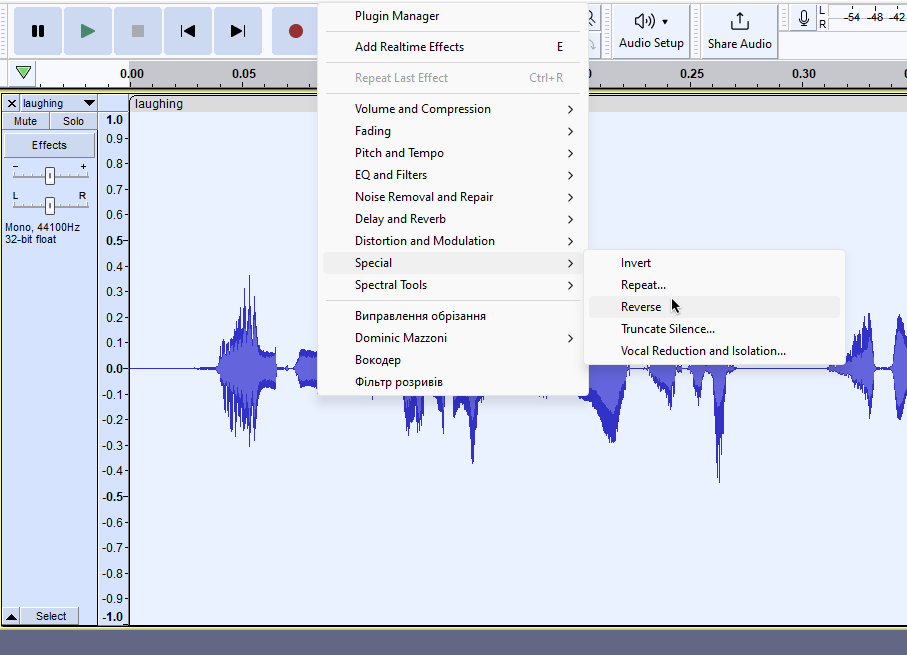 Plugin Manager
Add Realtime Effects E
Repeat Last Effect Ctrl+R
Volume and Compression
Fading
Pitch and Tempo
EQ and Filters
Noise Removal and Repair
Delay and Reverb
Distortion and Modulation
Special
Spectral Tools
Виправлення обрізання
Dominic Mazzoni
Вокодер
Фільтр розривів
Invert
Repeat...
Reverse
Truncate Silence...
Vocal Reduction and Isolation...
Audio Setup
Share Audio
L
R
-54 -48 -42
0.00 0.05 0.25 0.30
laughing
laughing
Mute Solo
Effects
- +
L R
Mono, 44100Hz
32-bit float
Select
1.0
0.9
0.8
0.7
0.6
0.5
0.4
0.3
0.2
0.1
0.0
-0.1
-0.2
-0.3
-0.4
-0.5
-0.6
-0.7
-0.8
-0.9
-1.0